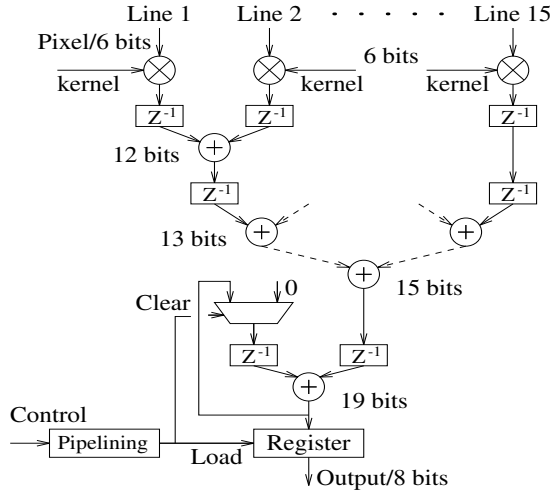 Line 1
Line 2
. . . . .
Line 15
Pixel/6 bits
6 bits
kernel
kernel
kernel
Z⁻¹
Z⁻¹
Z⁻¹
12 bits
Z⁻¹
Z⁻¹
13 bits
15 bits
0
Clear
Z⁻¹
Z⁻¹
19 bits
Control
Pipelining
Load
Register
Output/8 bits